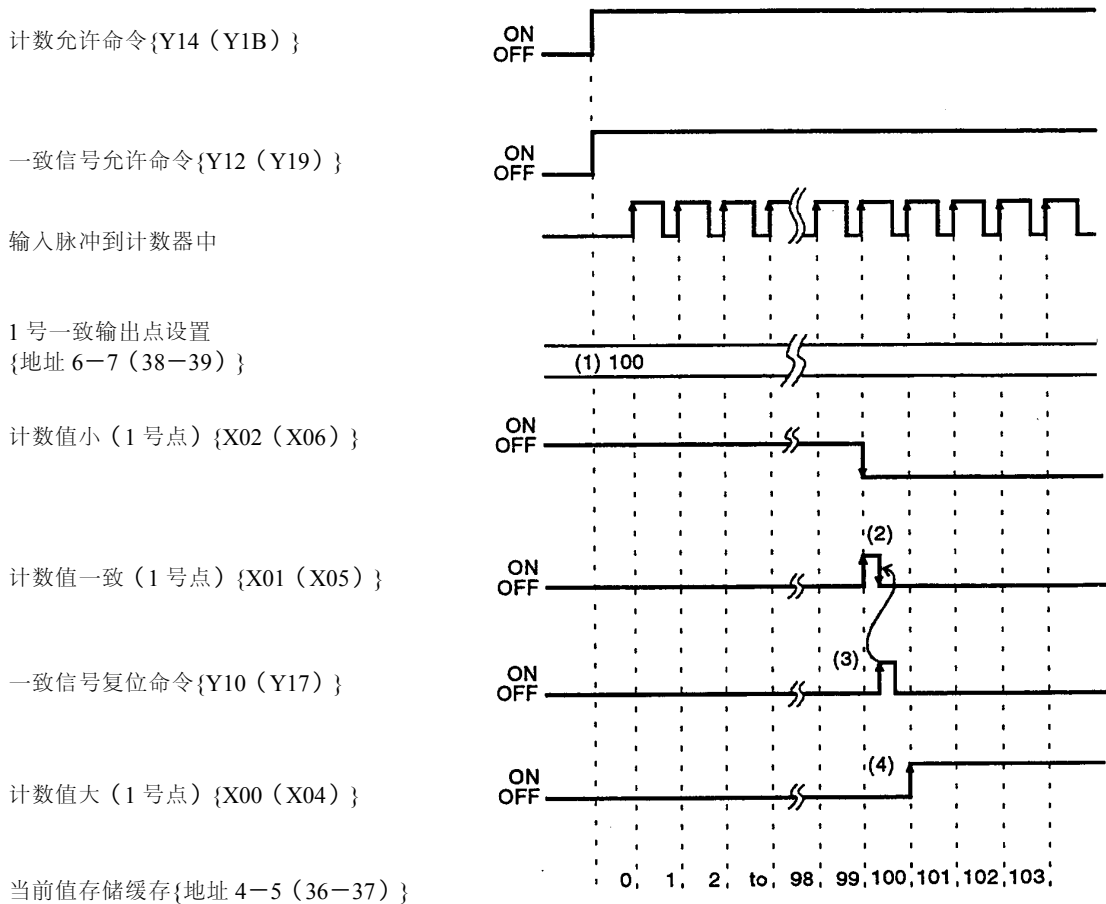 计数允许命令{Y14（Y1B）}
ON
OFF
一致信号允许命令{Y12（Y19）}
ON
OFF
输入脉冲到计数器中
1 号一致输出点设置
{地址 6－7（38－39）}
(1) 100
计数值小（1 号点）{X02（X06）}
ON
OFF
(2)
计数值一致（1 号点）{X01（X05）}
ON
OFF
(3)
一致信号复位命令{Y10（Y17）}
ON
OFF
(4)
计数值大（1 号点）{X00（X04）}
ON
OFF
当前值存储缓存{地址 4－5（36－37）}
0, 1, 2, to, 98, 99, 100, 101, 102, 103,